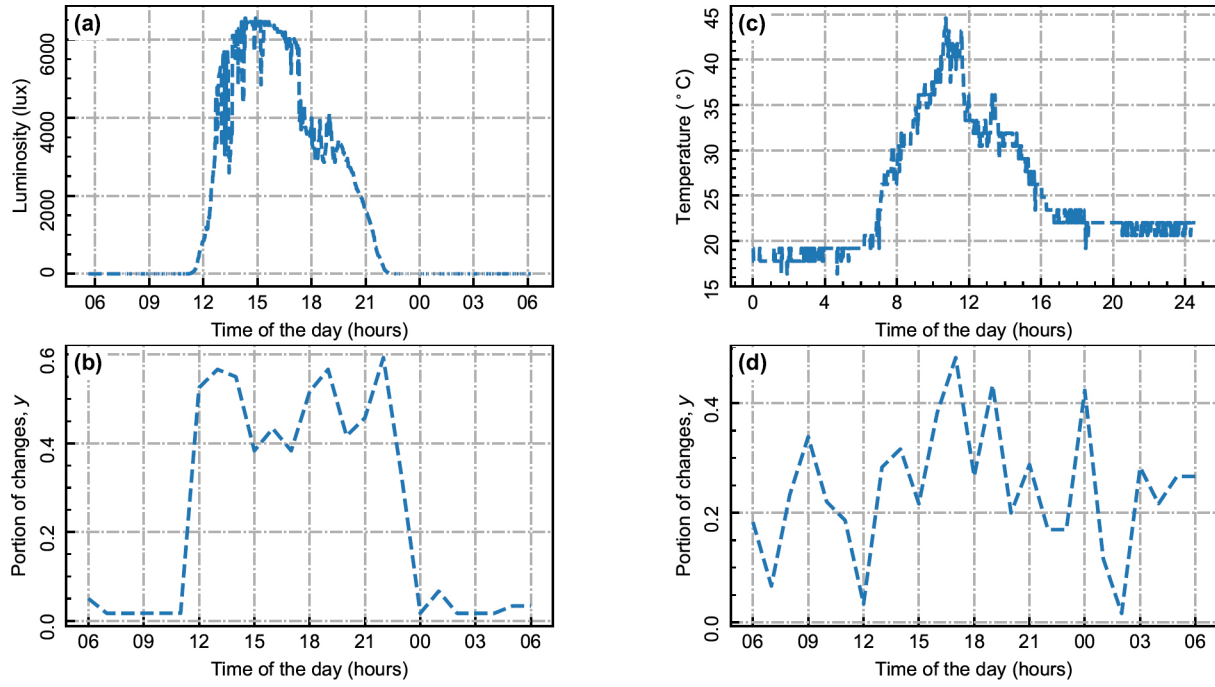 (a)
Luminosity (lux)
6000
4000
2000
0
06 09 12 15 18 21 00 03 06
Time of the day (hours)
(c)
Temperature ( ° C)
45
40
35
30
25
20
15
0 4 8 12 16 20 24
Time of the day (hours)
(b)
Portion of changes, y
0.6
0.4
0.2
0.0
06 09 12 15 18 21 00 03 06
Time of the day (hours)
(d)
Portion of changes, y
0.4
0.2
0.0
06 09 12 15 18 21 00 03 06
Time of the day (hours)